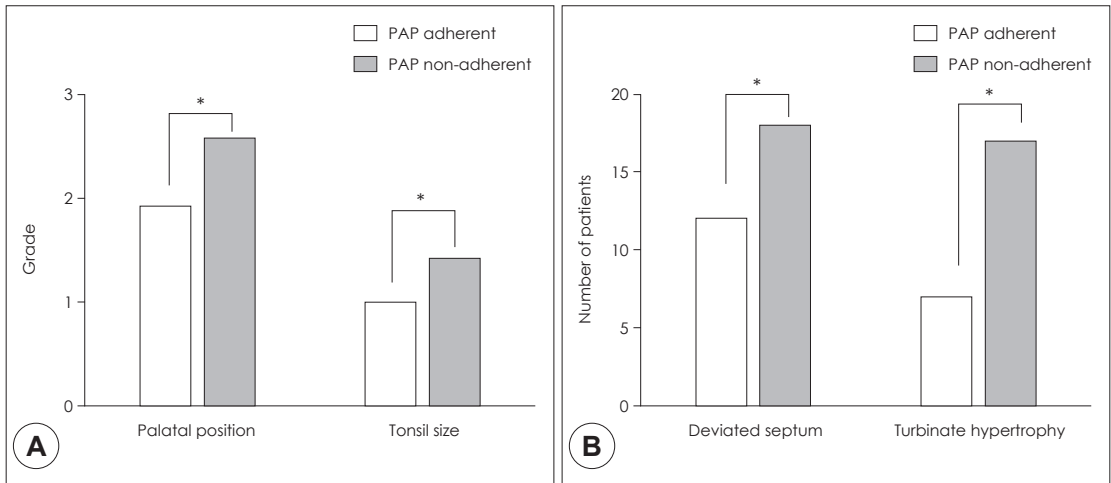 PAP adherent
PAP non-adherent
3
2
1
0
Grade
*
*
Palatal position
Tonsil size
A
PAP adherent
PAP non-adherent
20
15
10
5
0
Number of patients
*
*
Deviated septum
Turbinate hypertrophy
B